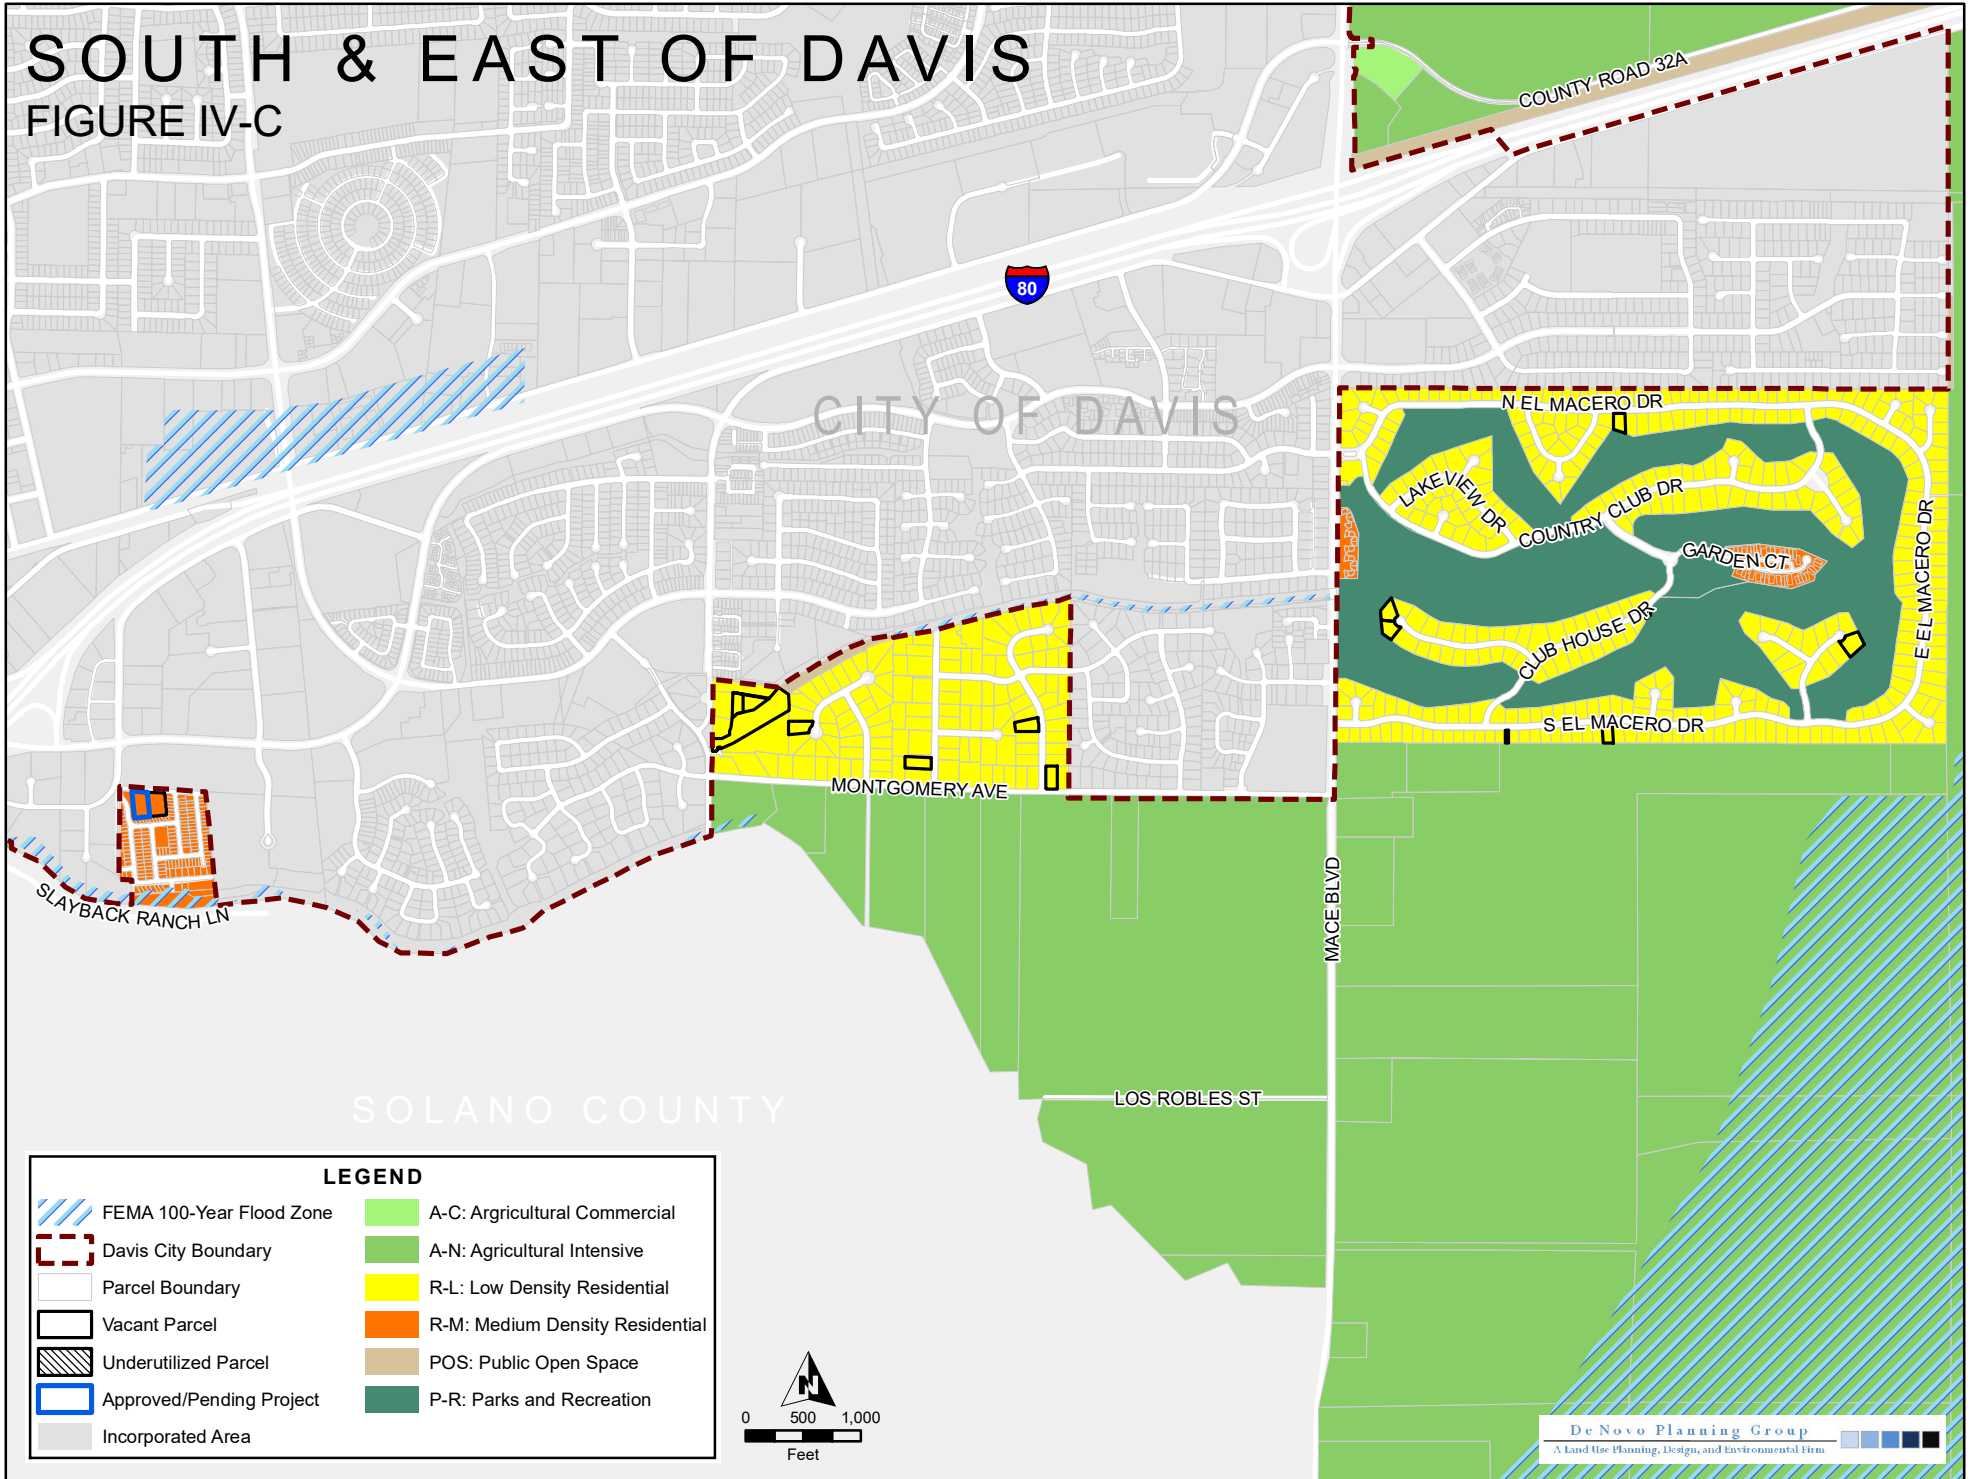 SOUTH & EAST OF DAVIS
FIGURE IV-C
COUNTY ROAD 32A
80
CITY OF DAVIS
N EL MACERO DR
LAKEVIEW DR
COUNTRY CLUB DR
GARDEN CT
E EL MACERO DR
CLUB HOUSE DR
S EL MACERO DR
MONTGOMERY AVE
MACE BLVD
SLAYBACK RANCH LN
LOS ROBLES ST
SOLANO COUNTY
LEGEND
FEMA 100-Year Flood Zone
Davis City Boundary
Parcel Boundary
Vacant Parcel
Underutilized Parcel
Approved/Pending Project
Incorporated Area
A-C: Argricultural Commercial
A-N: Agricultural Intensive
R-L: Low Density Residential
R-M: Medium Density Residential
POS: Public Open Space
P-R: Parks and Recreation
N
0 500 1,000
Feet
De Novo Planning Group
A Land Use Planning, Design, and Environmental Firm